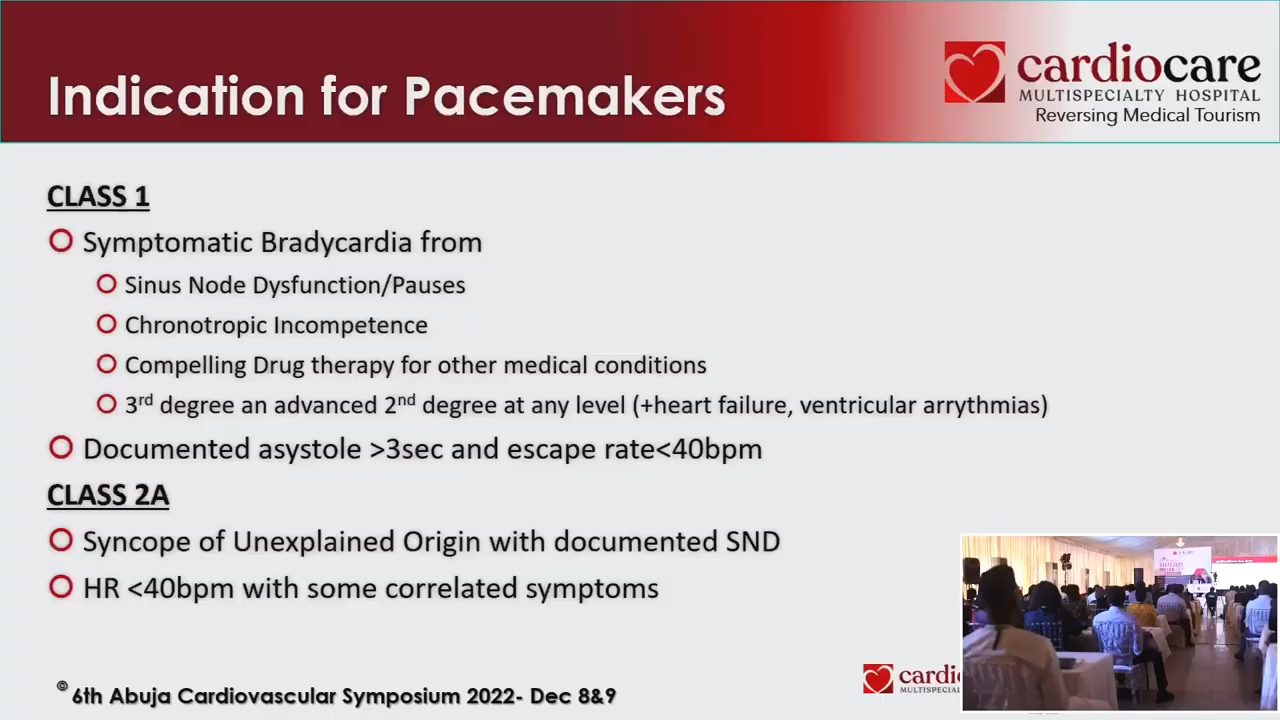 Indication for Pacemakers
cardiocare
MULTISPECIALTY HOSPITAL
Reversing Medical Tourism
CLASS 1
Symptomatic Bradycardia from
Sinus Node Dysfunction/Pauses
Chronotropic Incompetence
Compelling Drug therapy for other medical conditions
3rd degree an advanced 2nd degree at any level (+heart failure, ventricular arrythmias)
Documented asystole >3sec and escape rate<40bpm
CLASS 2A
Syncope of Unexplained Origin with documented SND
HR <40bpm with some correlated symptoms
© 6th Abuja Cardiovascular Symposium 2022- Dec 8&9
cardi
MULTISPECIAL